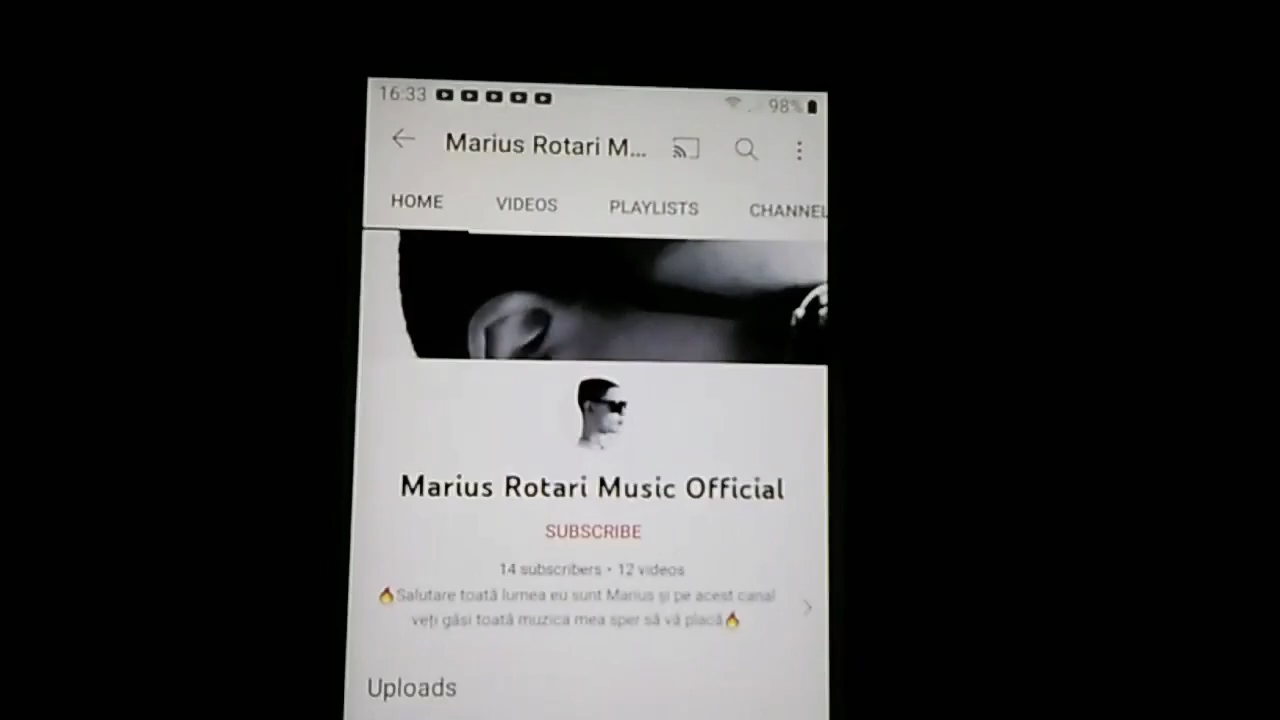 16:33 98%
Marius Rotari M...
HOME VIDEOS PLAYLISTS CHANNEL
Marius Rotari Music Official
SUBSCRIBE
14 subscribers • 12 videos
🔥Salutare toată lumea eu sunt Marius și pe acest canal
veți găsi toată muzica mea sper să vă placă🔥
Uploads